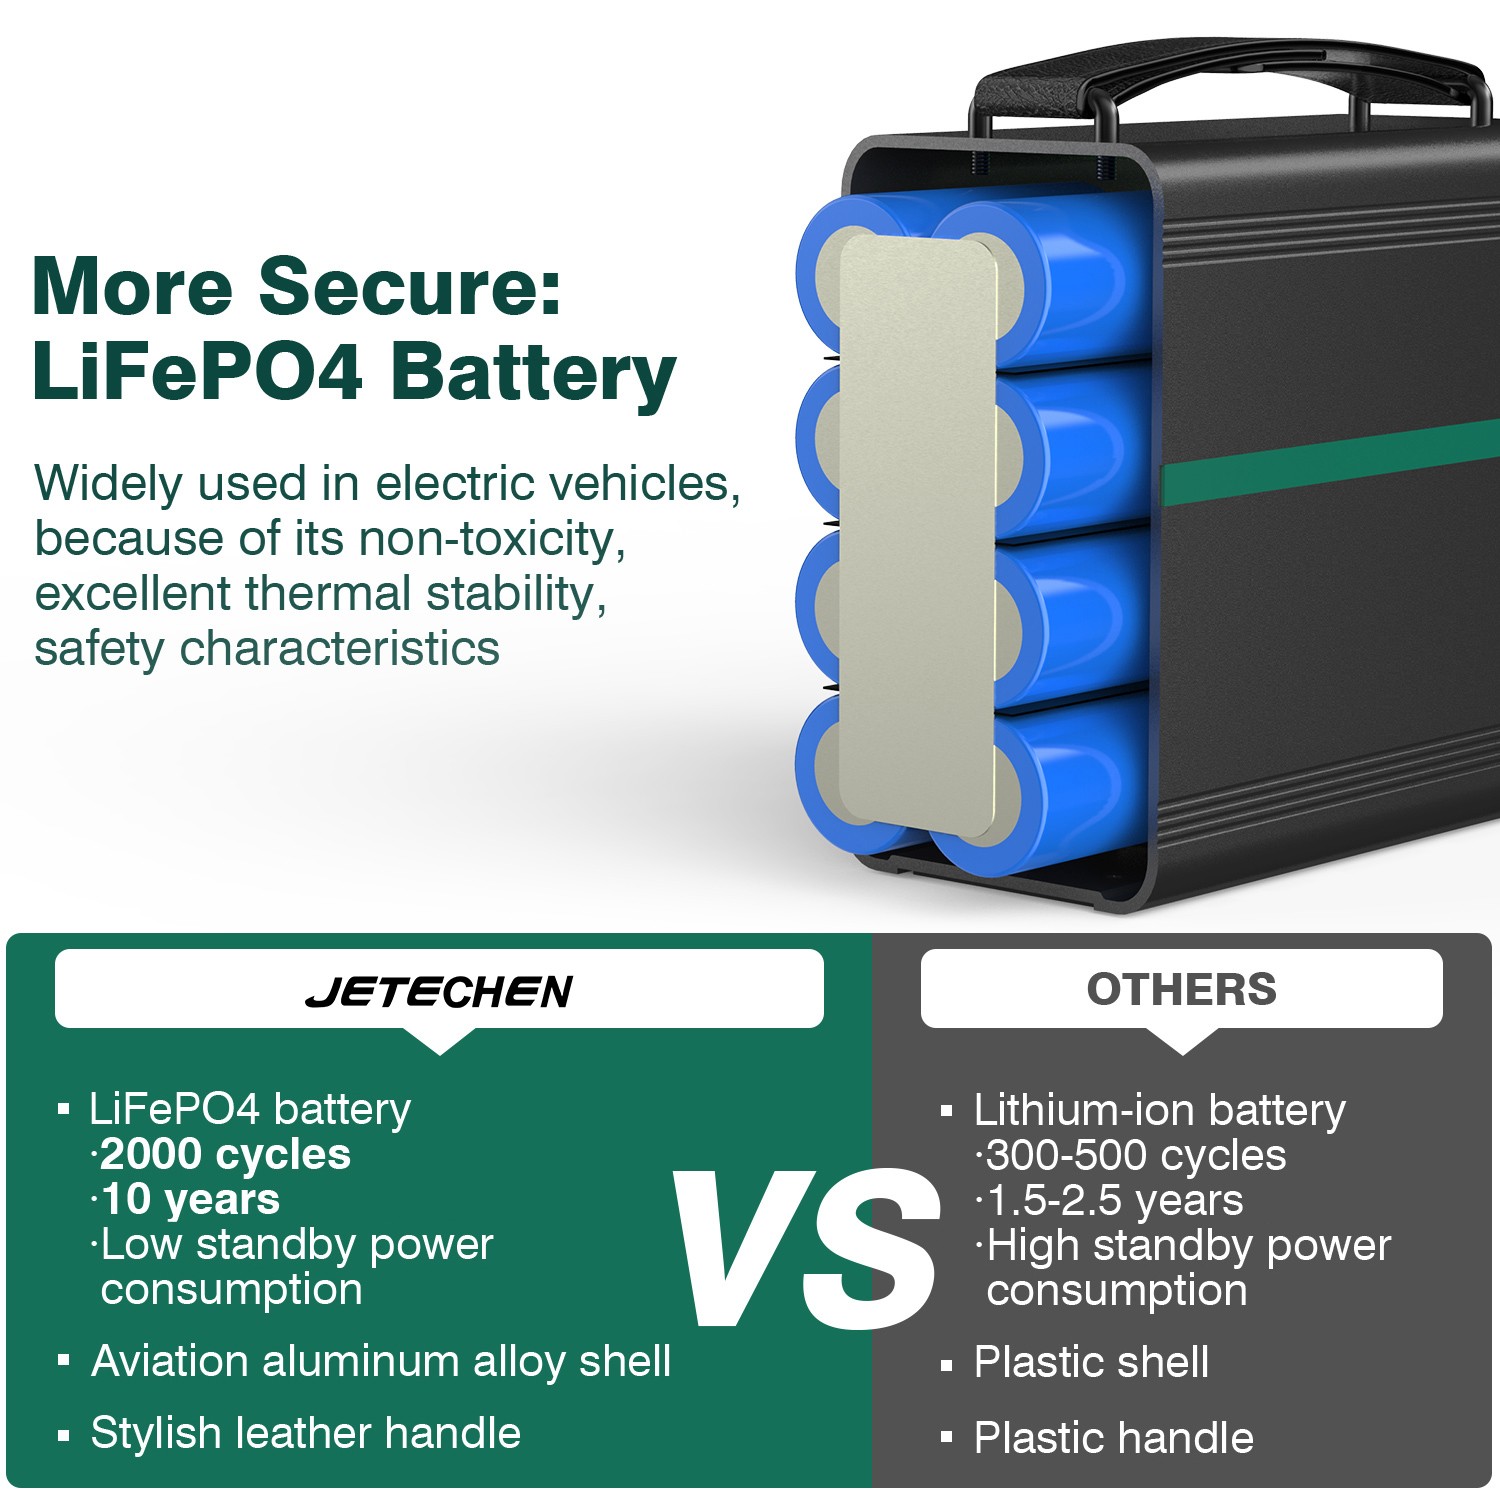 More Secure:
LiFePO4 Battery
Widely used in electric vehicles,
because of its non-toxicity,
excellent thermal stability,
safety characteristics
JETECHEN
▪ LiFePO4 battery
·2000 cycles
·10 years
·Low standby power
consumption
▪ Aviation aluminum alloy shell
▪ Stylish leather handle
VS
OTHERS
▪ Lithium-ion battery
·300-500 cycles
·1.5-2.5 years
·High standby power
consumption
▪ Plastic shell
▪ Plastic handle